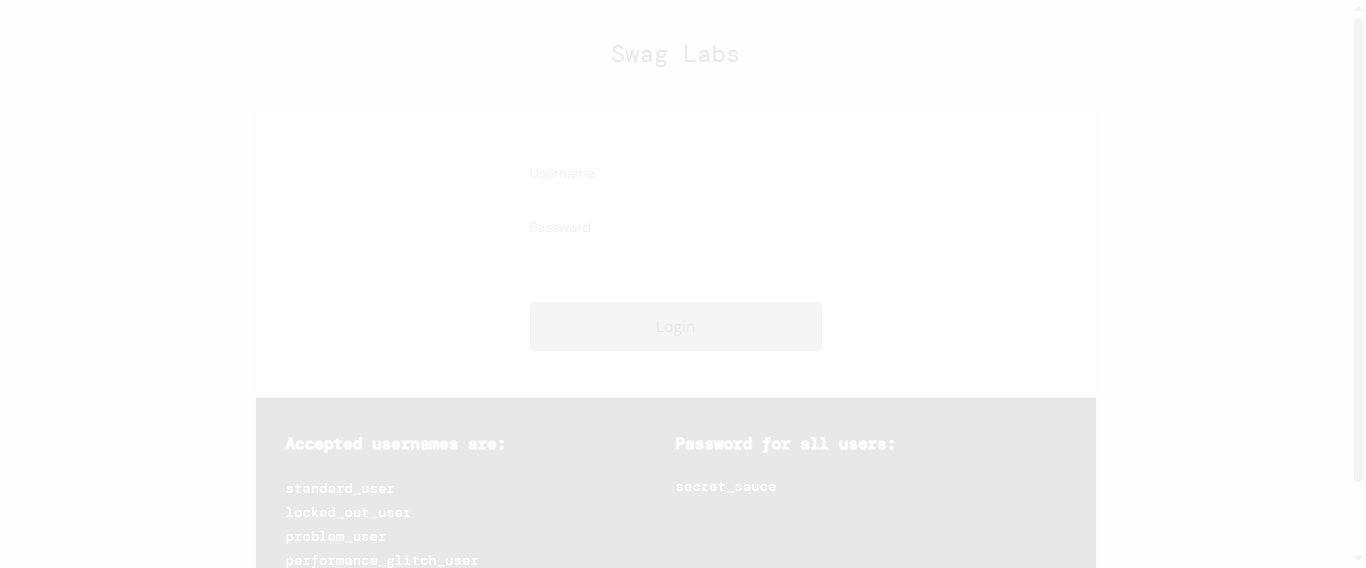 Swag Labs
Username
Password
Login
Accepted usernames are:
standard_user
locked_out_user
problem_user
performance_glitch_user
Password for all users:
secret_sauce